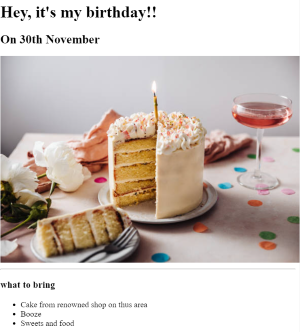 Hey, it's my birthday!!
On 30th November
what to bring
Cake from renowned shop on thus area
Booze
Sweets and food